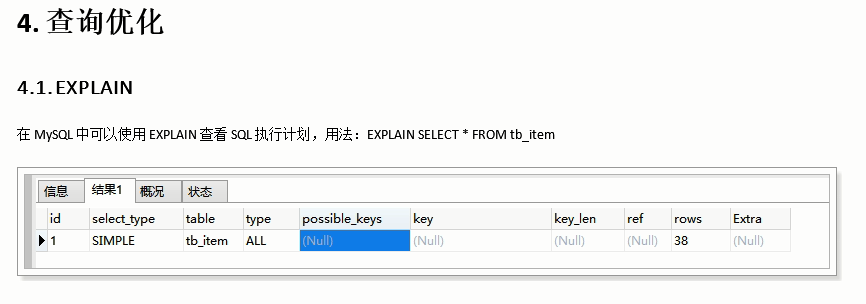 4. 查询优化
4.1. EXPLAIN
在 MySQL 中可以使用 EXPLAIN 查看 SQL 执行计划，用法：EXPLAIN SELECT * FROM tb_item
信息 结果1 概况 状态
id select_type table type possible_keys key key_len ref rows Extra
1 SIMPLE tb_item ALL (Null) (Null) (Null) (Null) 38 (Null)